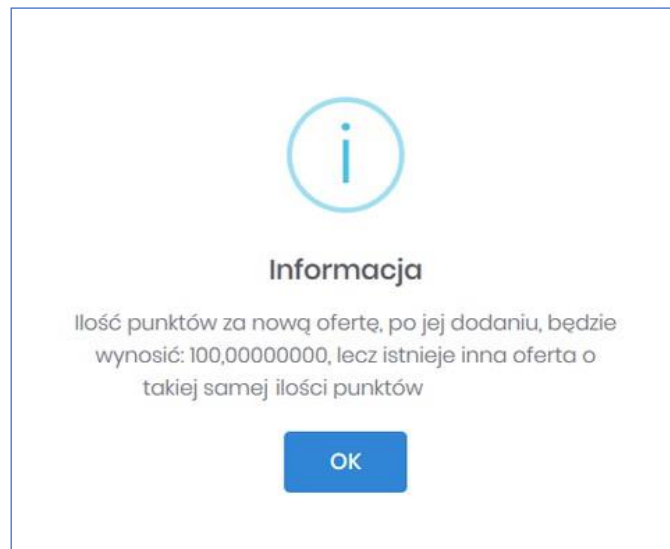 i
Informacja
Ilość punktów za nową ofertę, po jej dodaniu, będzie
wynosić: 100,00000000, lecz istnieje inna oferta o
takiej samej ilości punktów
OK